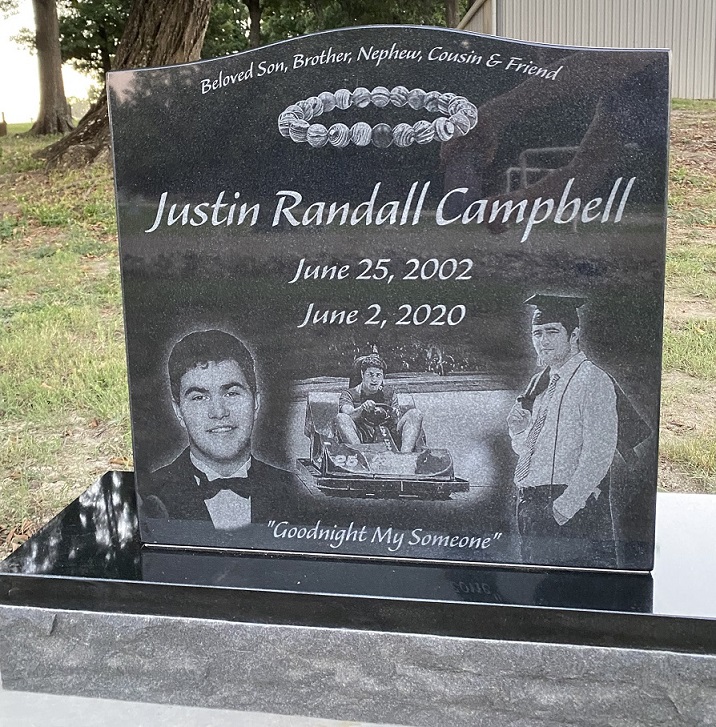 Beloved Son, Brother, Nephew, Cousin & Friend
Justin Randall Campbell
June 25, 2002
June 2, 2020
"Goodnight My Someone"